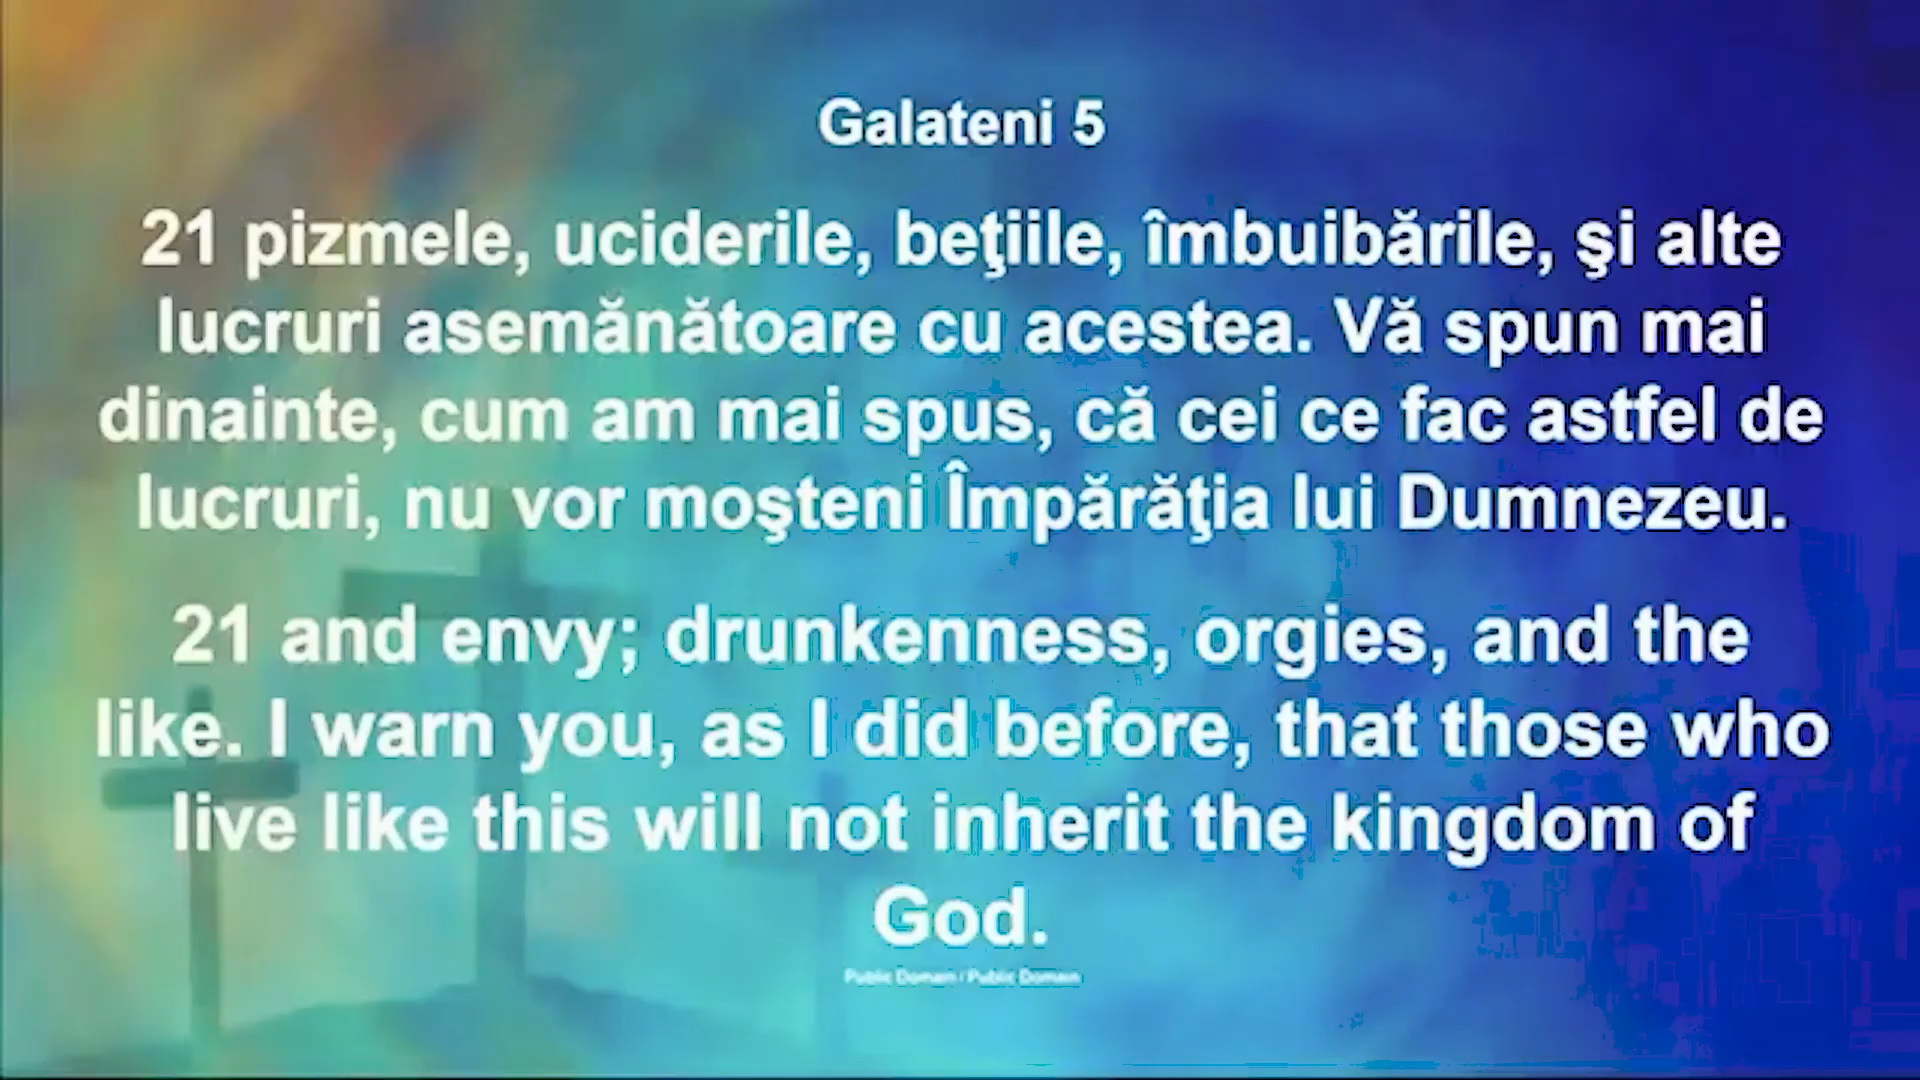 Galateni 5
21 pizmele, uciderile, beţiile, îmbuibările, şi alte
lucruri asemănătoare cu acestea. Vă spun mai
dinainte, cum am mai spus, că cei ce fac astfel de
lucruri, nu vor moşteni Împărăţia lui Dumnezeu.
21 and envy; drunkenness, orgies, and the
like. I warn you, as I did before, that those who
live like this will not inherit the kingdom of
God.
Public Domain / Public Domain